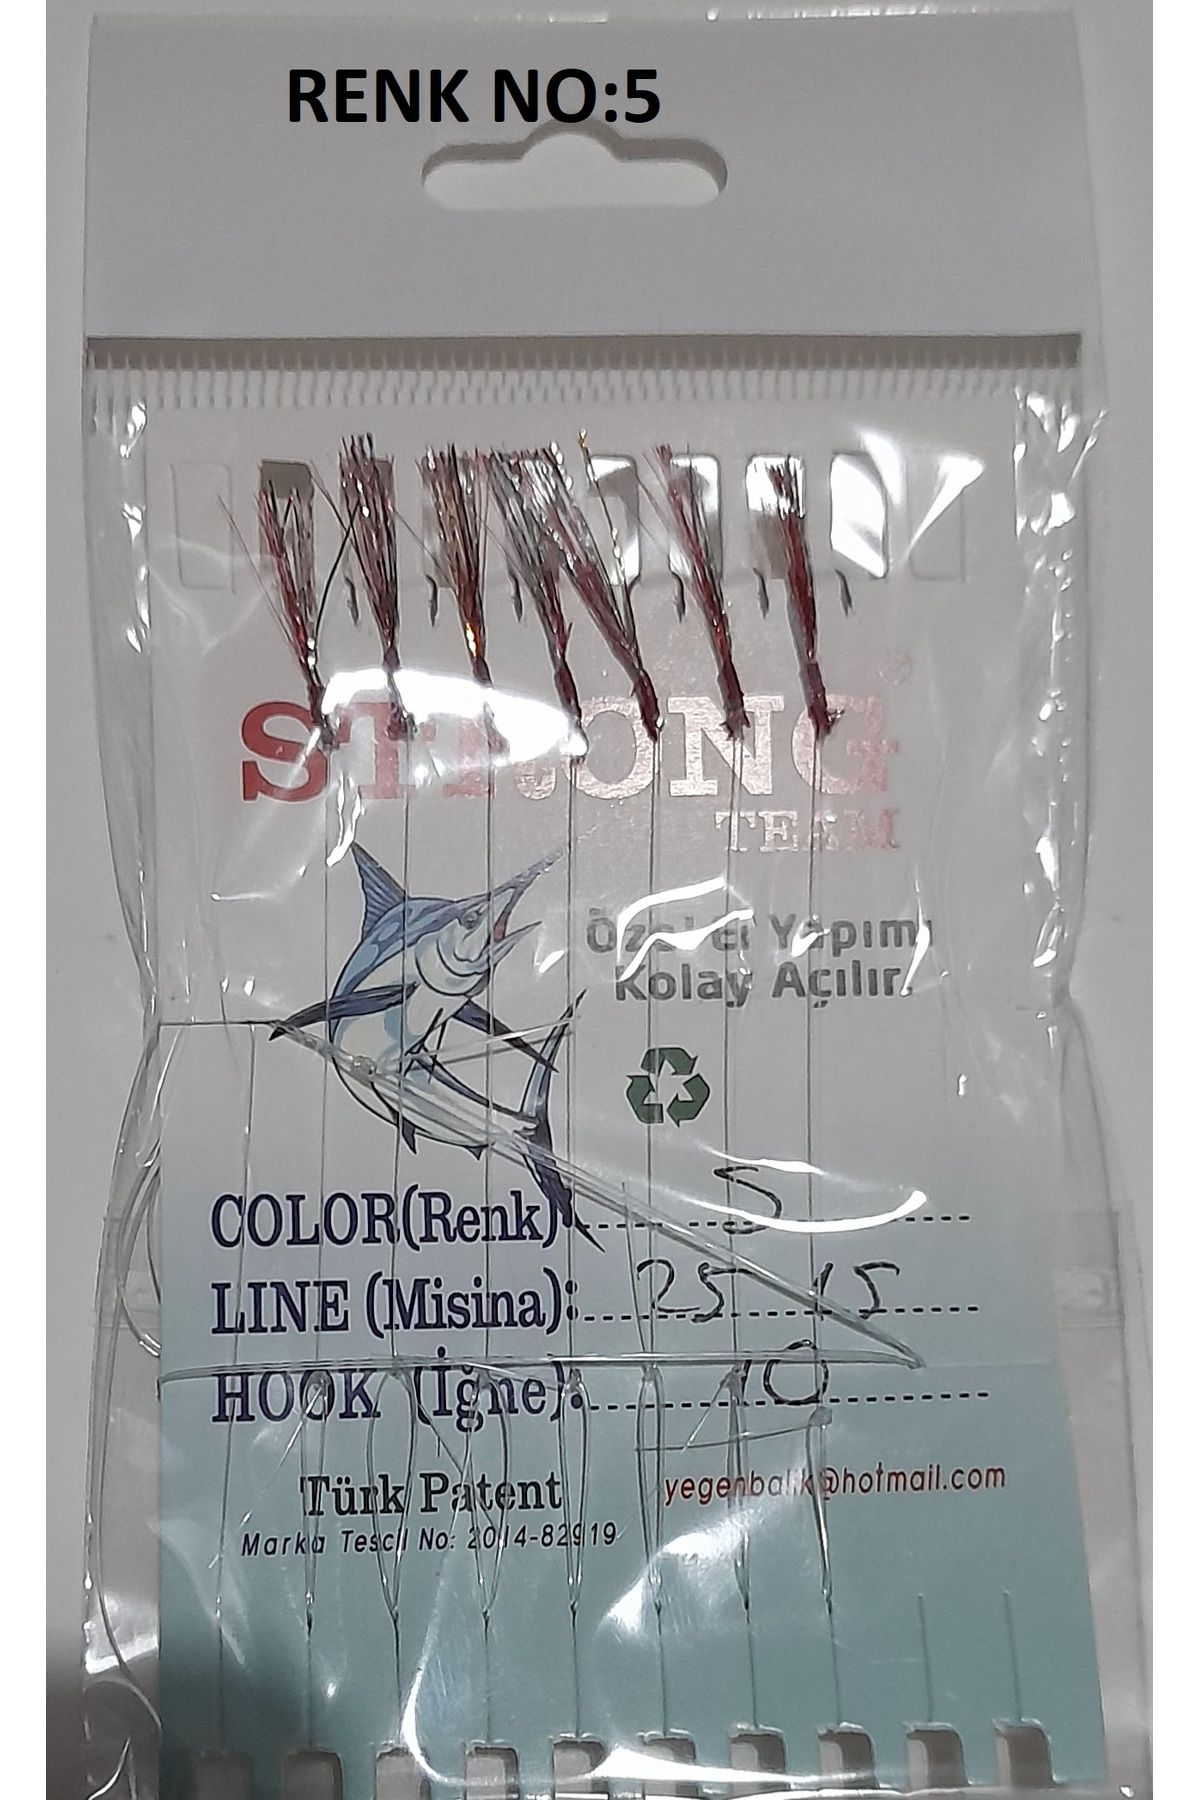 RENK NO:5
STRONG
TEAM
Özel el Yapım
Kolay Açılır.
COLOR(Renk): 5
LINE (Misina): 25 15
HOOK (İğne): 10
Türk Patent
Marka Tescil No: 2014-82919
yegenbalik@hotmail.com